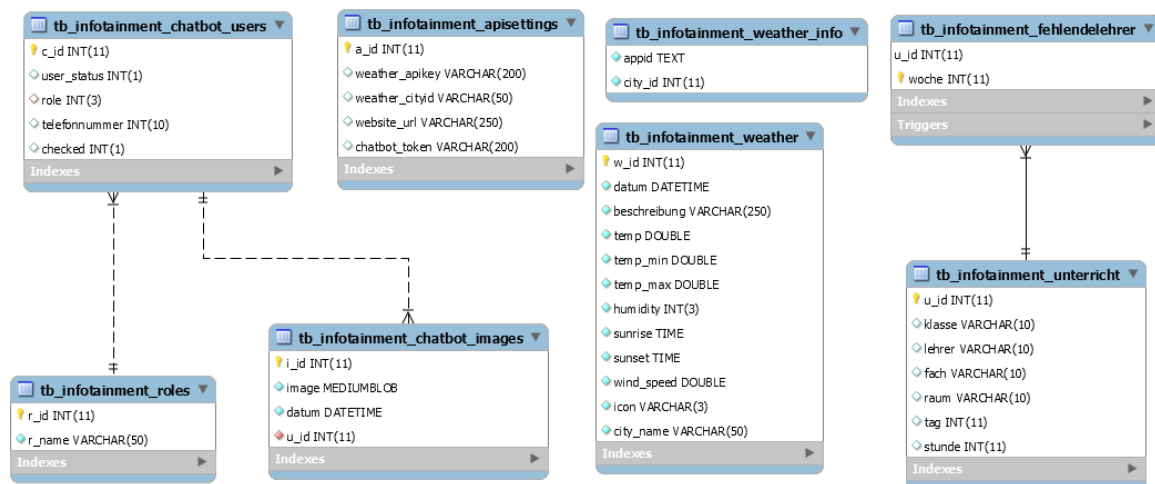 tb_infotainment_chatbot_users
c_id INT(11)
user_status INT(1)
role INT(3)
telefonnummer INT(10)
checked INT(1)
Indexes
tb_infotainment_apisettings
a_id INT(11)
weather_apikey VARCHAR(200)
weather_cityid VARCHAR(50)
website_url VARCHAR(250)
chatbot_token VARCHAR(200)
Indexes
tb_infotainment_weather_info
appid TEXT
city_id INT(11)
tb_infotainment_fehlendelehrer
u_id INT(11)
woche INT(11)
Indexes
Triggers
tb_infotainment_weather
w_id INT(11)
datum DATETIME
beschreibung VARCHAR(250)
temp DOUBLE
temp_min DOUBLE
temp_max DOUBLE
humidity INT(3)
sunrise TIME
sunset TIME
wind_speed DOUBLE
icon VARCHAR(3)
city_name VARCHAR(50)
Indexes
tb_infotainment_unterricht
u_id INT(11)
klasse VARCHAR(10)
lehrer VARCHAR(10)
fach VARCHAR(10)
raum VARCHAR(10)
tag INT(11)
stunde INT(11)
Indexes
tb_infotainment_chatbot_images
i_id INT(11)
image MEDIUMBLOB
datum DATETIME
u_id INT(11)
Indexes
tb_infotainment_roles
r_id INT(11)
r_name VARCHAR(50)
Indexes